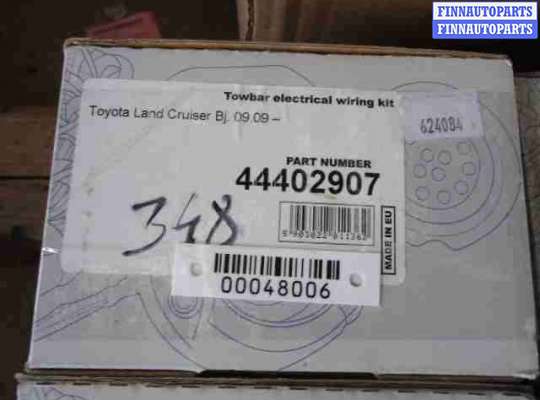 FINNAUTOPARTS
FINNAUTOPARTS
Towbar electrical wiring kit
Toyota Land Cruiser Bj. 09.09 –
624084
PART NUMBER
44402907
348
MADE IN EU
00048006